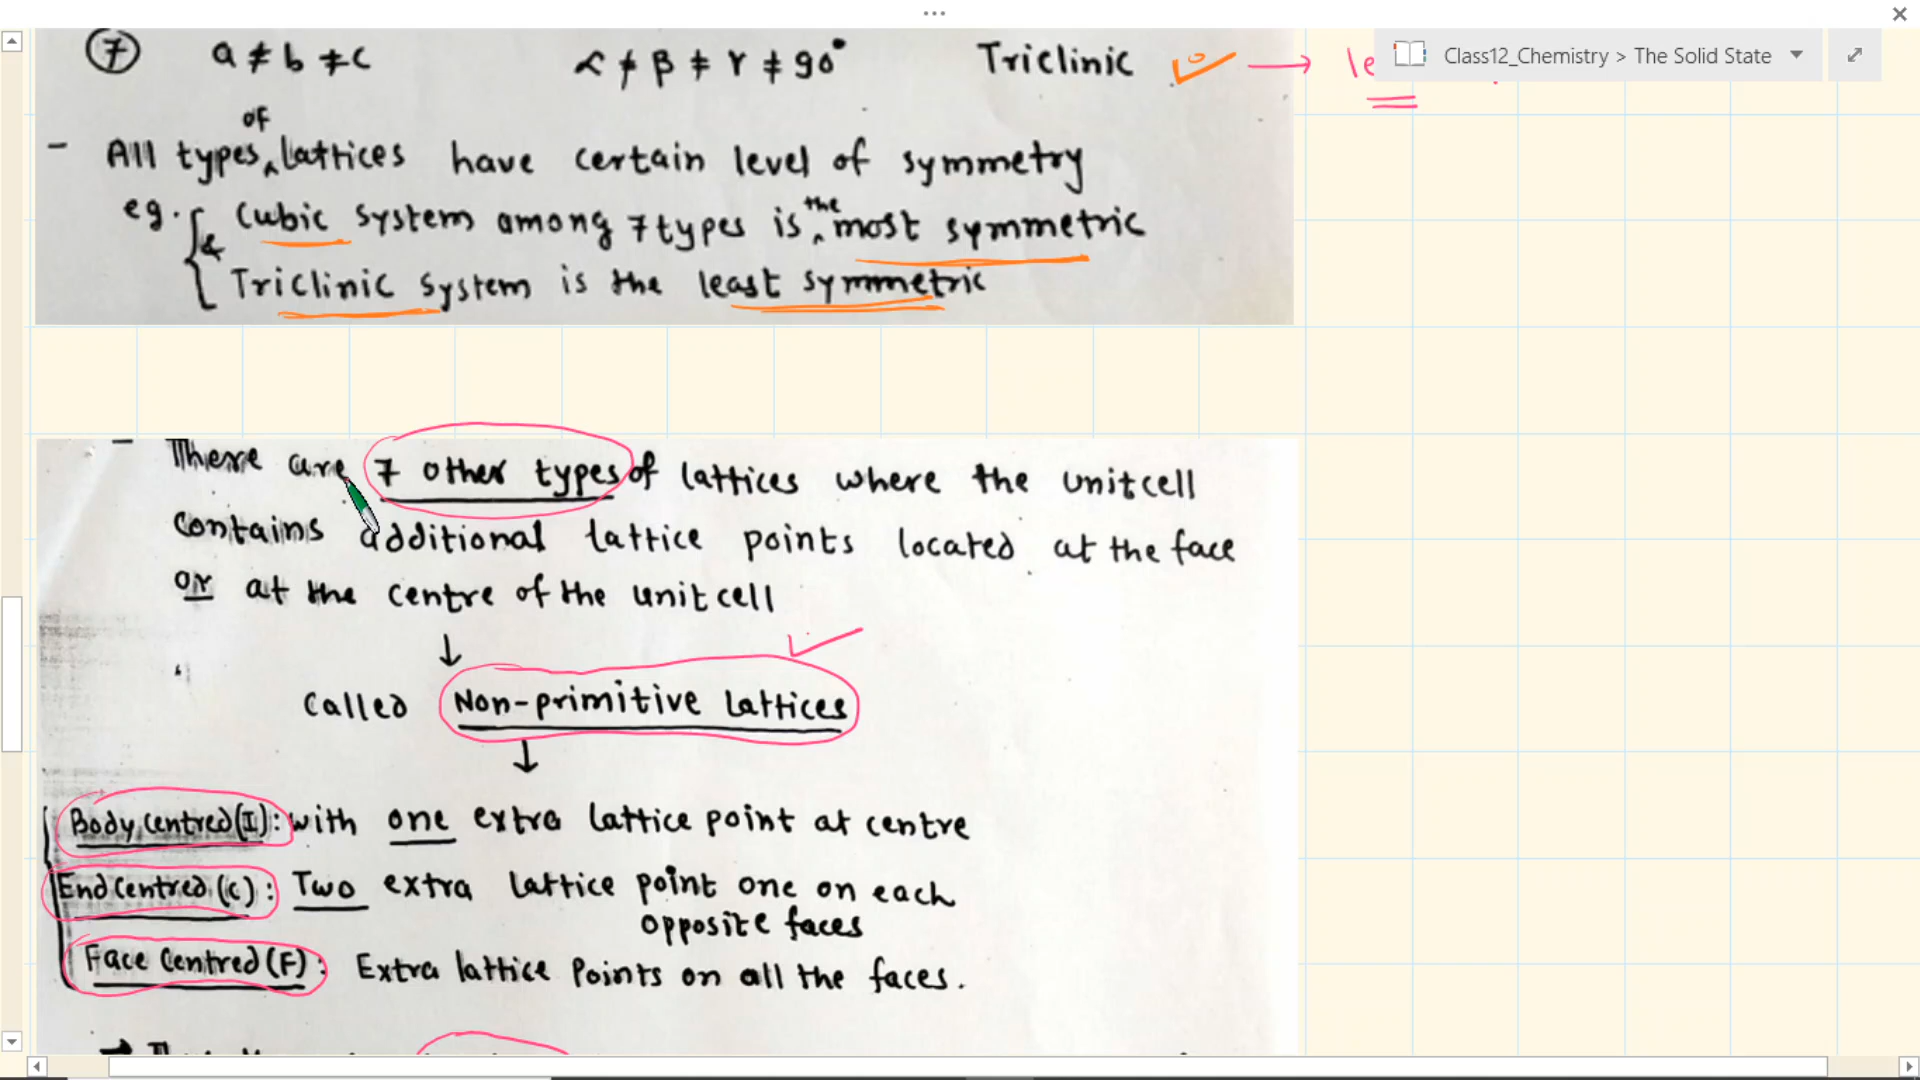 Class12_Chemistry > The Solid State
⑦ a ≠ b ≠ c α ≠ β ≠ γ ≠ 90° Triclinic → le
- All types of lattices have certain level of symmetry
eg. Cubic system among 7 types is the most symmetric
&
Triclinic system is the least symmetric
- There are 7 other types of lattices where the unitcell
contains additional lattice points located at the face
or at the centre of the unitcell
↓
Called Non-primitive Lattices
↓
Body centred (I): with one extra lattice point at centre
End centred (C): Two extra lattice point one on each
opposite faces
Face centred (F): Extra lattice Points on all the faces.